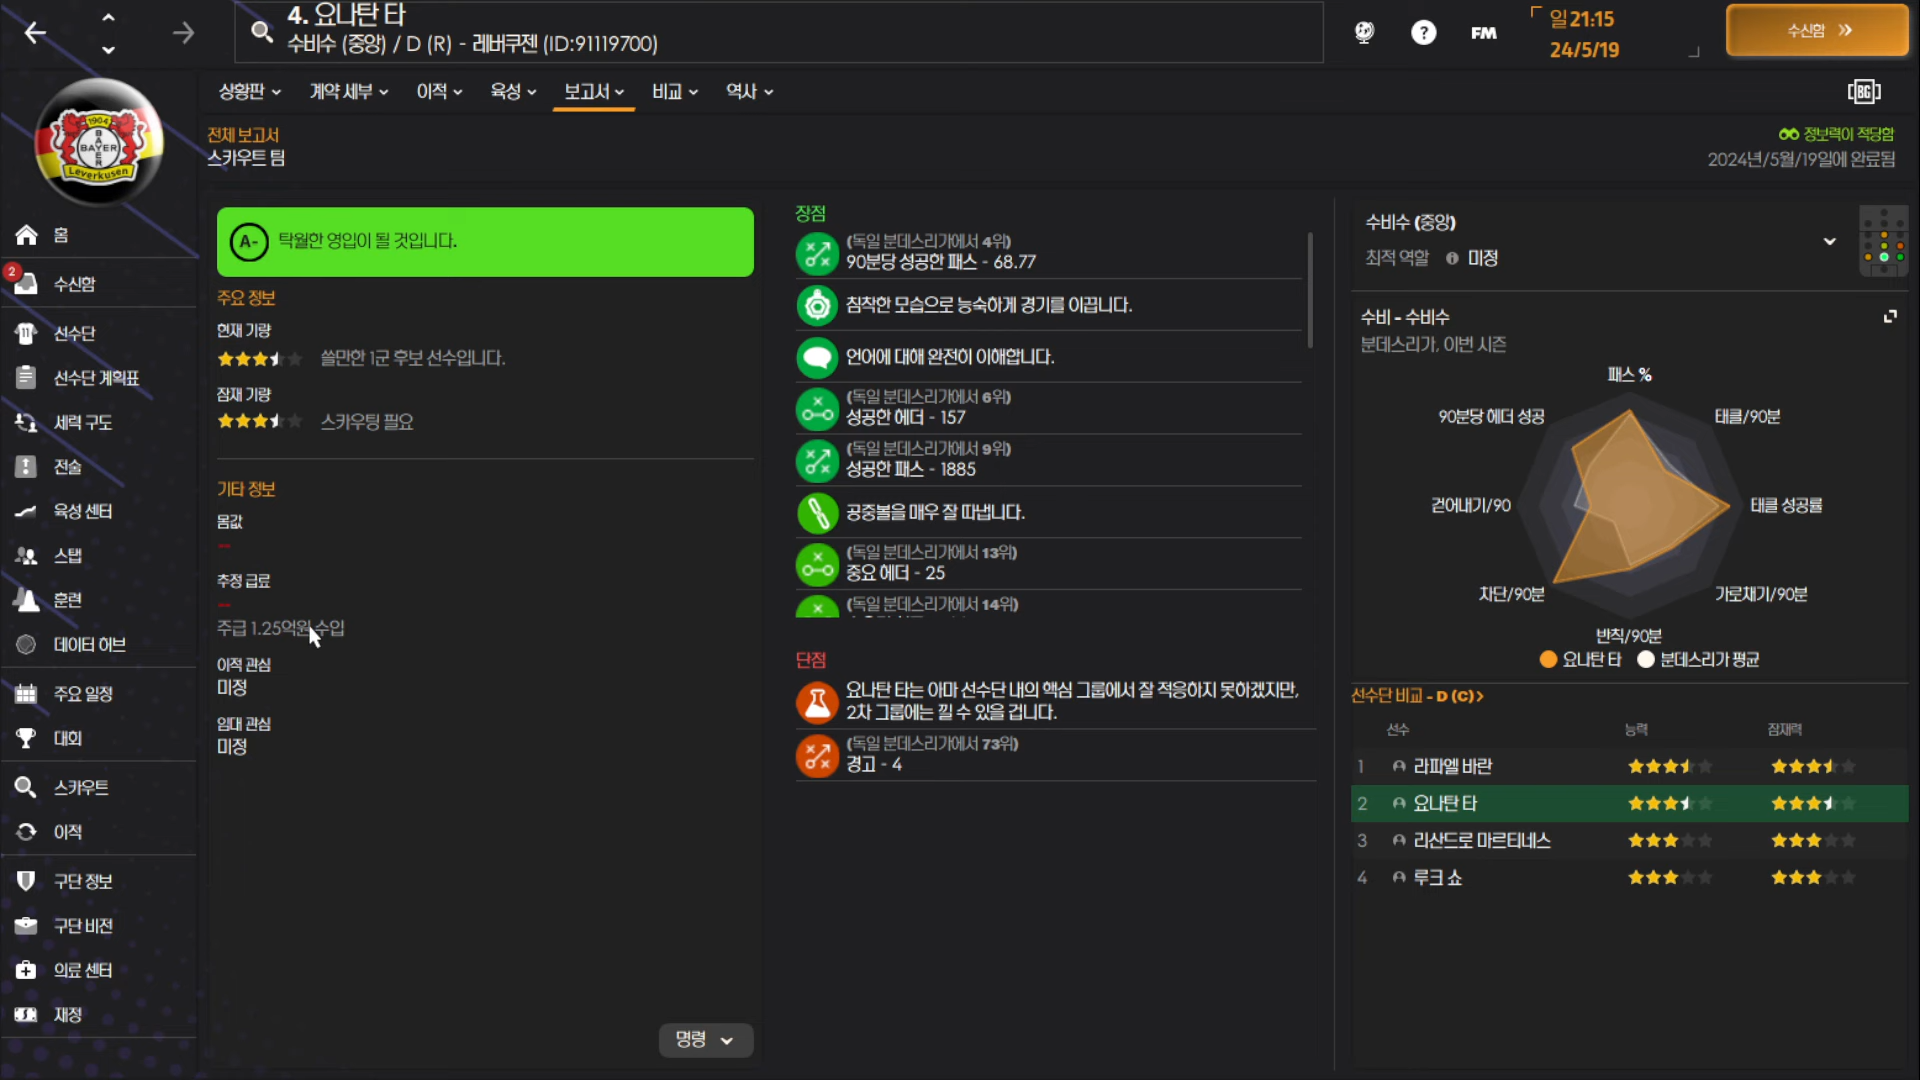 4. 요나탄 타
수비수 (중앙) / D (R) - 레버쿠젠 (ID:91119700)
FM
일 21:15
24/5/19
수신함
상황판
계약 세부
이적
육성
보고서
비교
역사
BG
전체 보고서
스카우트 팀
정보력이 적당함
2024년/5월/19일에 완료됨
1904
BAYER
BAYER
Leverkusen
홈
2
수신함
선수단
선수단 계획표
세력 구도
전술
육성 센터
스탭
훈련
데이터 허브
주요 일정
대회
스카우트
이적
구단 정보
구단 비전
의료 센터
재정
A-
탁월한 영입이 될 것입니다.
주요 정보
현재 기량
쓸만한 1군 후보 선수입니다.
잠재 기량
스카우팅 필요
기타 정보
몸값
--
추정 급료
--
주급 1.25억원 수입
이적 관심
미정
임대 관심
미정
명령
장점
(독일 분데스리가에서 4위)
90분당 성공한 패스 - 68.77
침착한 모습으로 능숙하게 경기를 이끕니다.
언어에 대해 완전히 이해합니다.
(독일 분데스리가에서 6위)
성공한 헤더 - 157
(독일 분데스리가에서 9위)
성공한 패스 - 1885
공중볼을 매우 잘 따냅니다.
(독일 분데스리가에서 13위)
중요 헤더 - 25
(독일 분데스리가에서 14위)
단점
요나탄 타는 아마 선수단 내의 핵심 그룹에서 잘 적응하지 못하겠지만,
2차 그룹에는 낄 수 있을 겁니다.
(독일 분데스리가에서 73위)
경고 - 4
수비수 (중앙)
최적 역할
미정
수비 - 수비수
분데스리가, 이번 시즌
패스 %
90분당 헤더 성공
태클/90분
걷어내기/90
태클 성공률
차단/90분
가로채기/90분
반칙/90분
요나탄 타
분데스리가 평균
선수단 비교 - D (C)
선수
능력
잠재력
1
라파엘 바란
2
요나탄 타
3
리산드로 마르티네스
4
루크 쇼